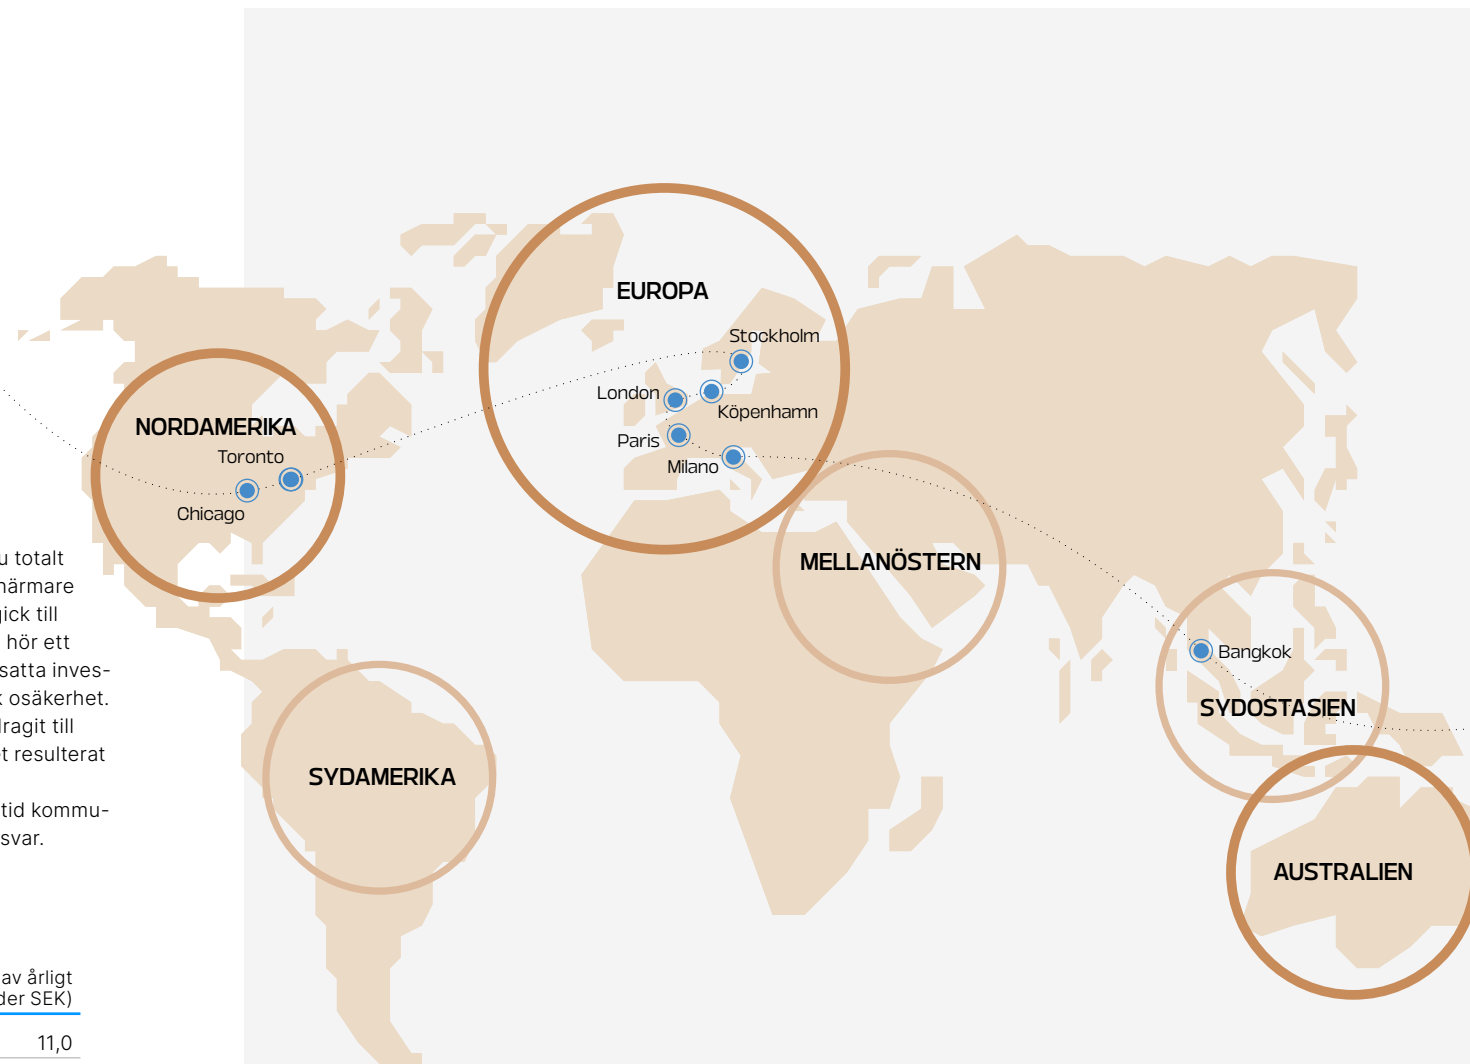 EUROPA
Stockholm
London
Köpenhamn
Paris
Milano
NORDAMERIKA
Toronto
Chicago
MELLANÖSTERN
Bangkok
SYDOSTASIEN
SYDAMERIKA
AUSTRALIEN
u totalt
närmare
gick till
hör ett
satta inves-
k osäkerhet.
dragit till
et resulterat
tid kommu-
svar.
av årligt
der SEK)
11,0